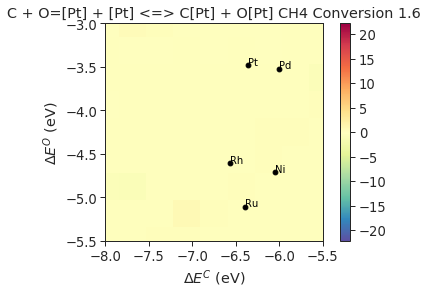 C + O=[Pt] + [Pt] <=> C[Pt] + O[Pt] CH4 Conversion 1.6
−3.0
−3.5
−4.0
−4.5
−5.0
−5.5
ΔE^O (eV)
Pt
Pd
Rh
Ni
Ru
−8.0 −7.5 −7.0 −6.5 −6.0 −5.5
ΔE^C (eV)
20
15
10
5
0
−5
−10
−15
−20